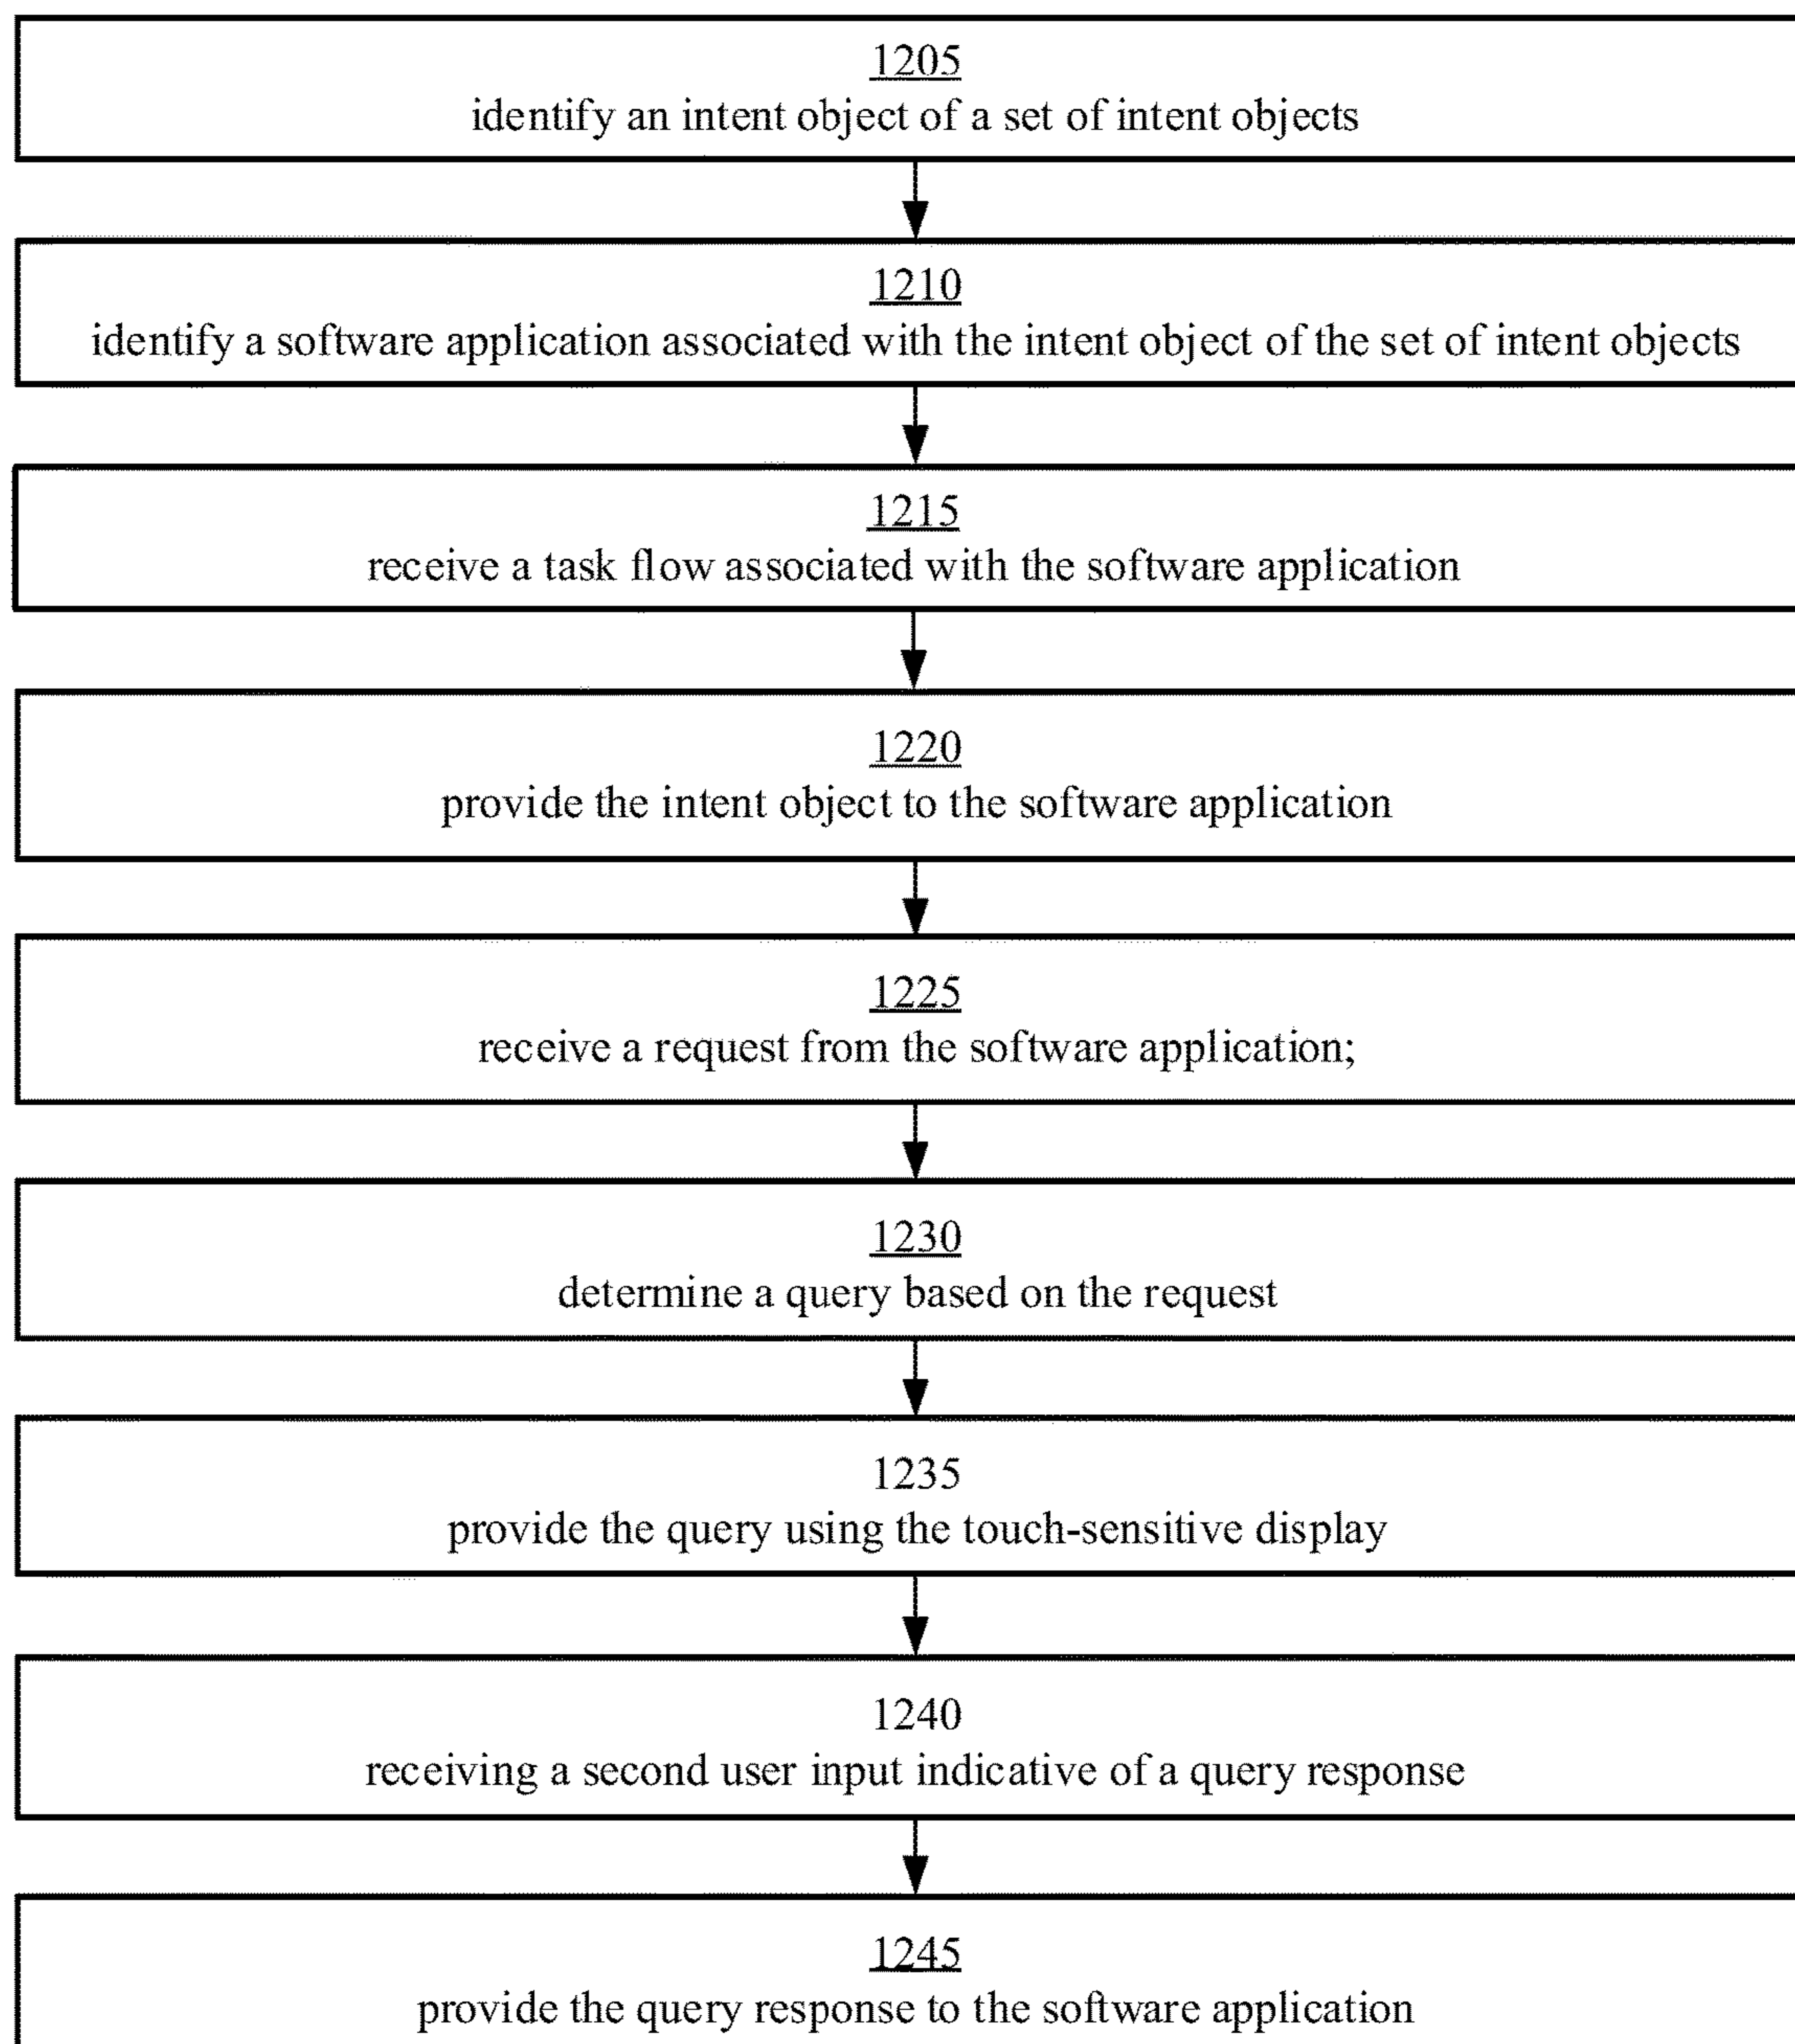 1205
identify an intent object of a set of intent objects
1210
identify a software application associated with the intent object of the set of intent objects
1215
receive a task flow associated with the software application
1220
provide the intent object to the software application
1225
receive a request from the software application;
1230
determine a query based on the request
1235
provide the query using the touch-sensitive display
1240
receiving a second user input indicative of a query response
1245
provide the query response to the software application